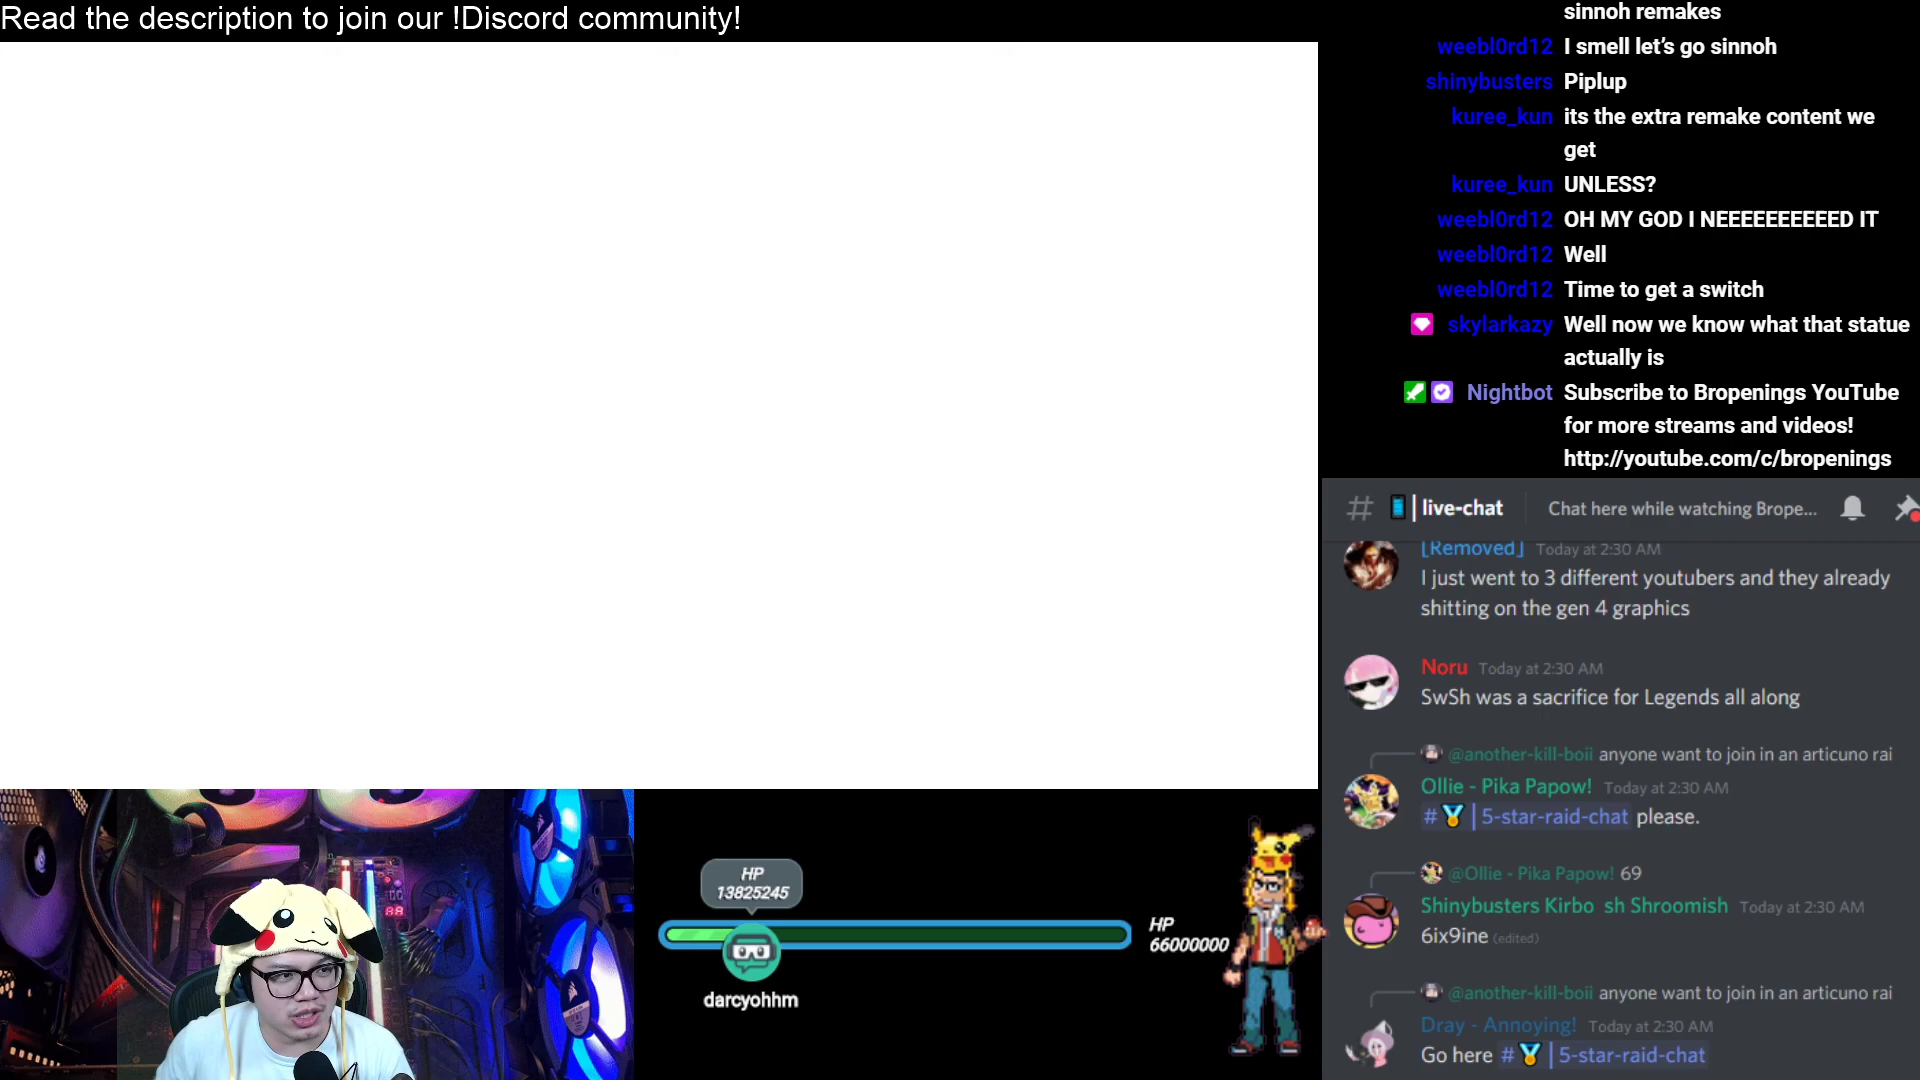 Read the description to join our !Discord community!
sinnoh remakes
weebl0rd12 I smell let's go sinnoh
shinybusters Piplup
kuree_kun its the extra remake content we
get
kuree_kun UNLESS?
weebl0rd12 OH MY GOD I NEEEEEEEEEED IT
weebl0rd12 Well
weebl0rd12 Time to get a switch
skylarkazy Well now we know what that statue
actually is
Nightbot Subscribe to Bropenings YouTube
for more streams and videos!
http://youtube.com/c/bropenings
# | live-chat Chat here while watching Brope...
[Removed] Today at 2:30 AM
I just went to 3 different youtubers and they already
shitting on the gen 4 graphics
Noru Today at 2:30 AM
SwSh was a sacrifice for Legends all along
@another-kill-boii anyone want to join in an articuno rai
Ollie - Pika Papow! Today at 2:30 AM
# | 5-star-raid-chat please.
@Ollie - Pika Papow! 69
Shinybusters Kirbo sh Shroomish Today at 2:30 AM
6ix9ine (edited)
@another-kill-boii anyone want to join in an articuno rai
Dray - Annoying! Today at 2:30 AM
Go here # | 5-star-raid-chat
HP
13825245
HP
66000000
darcyohhm